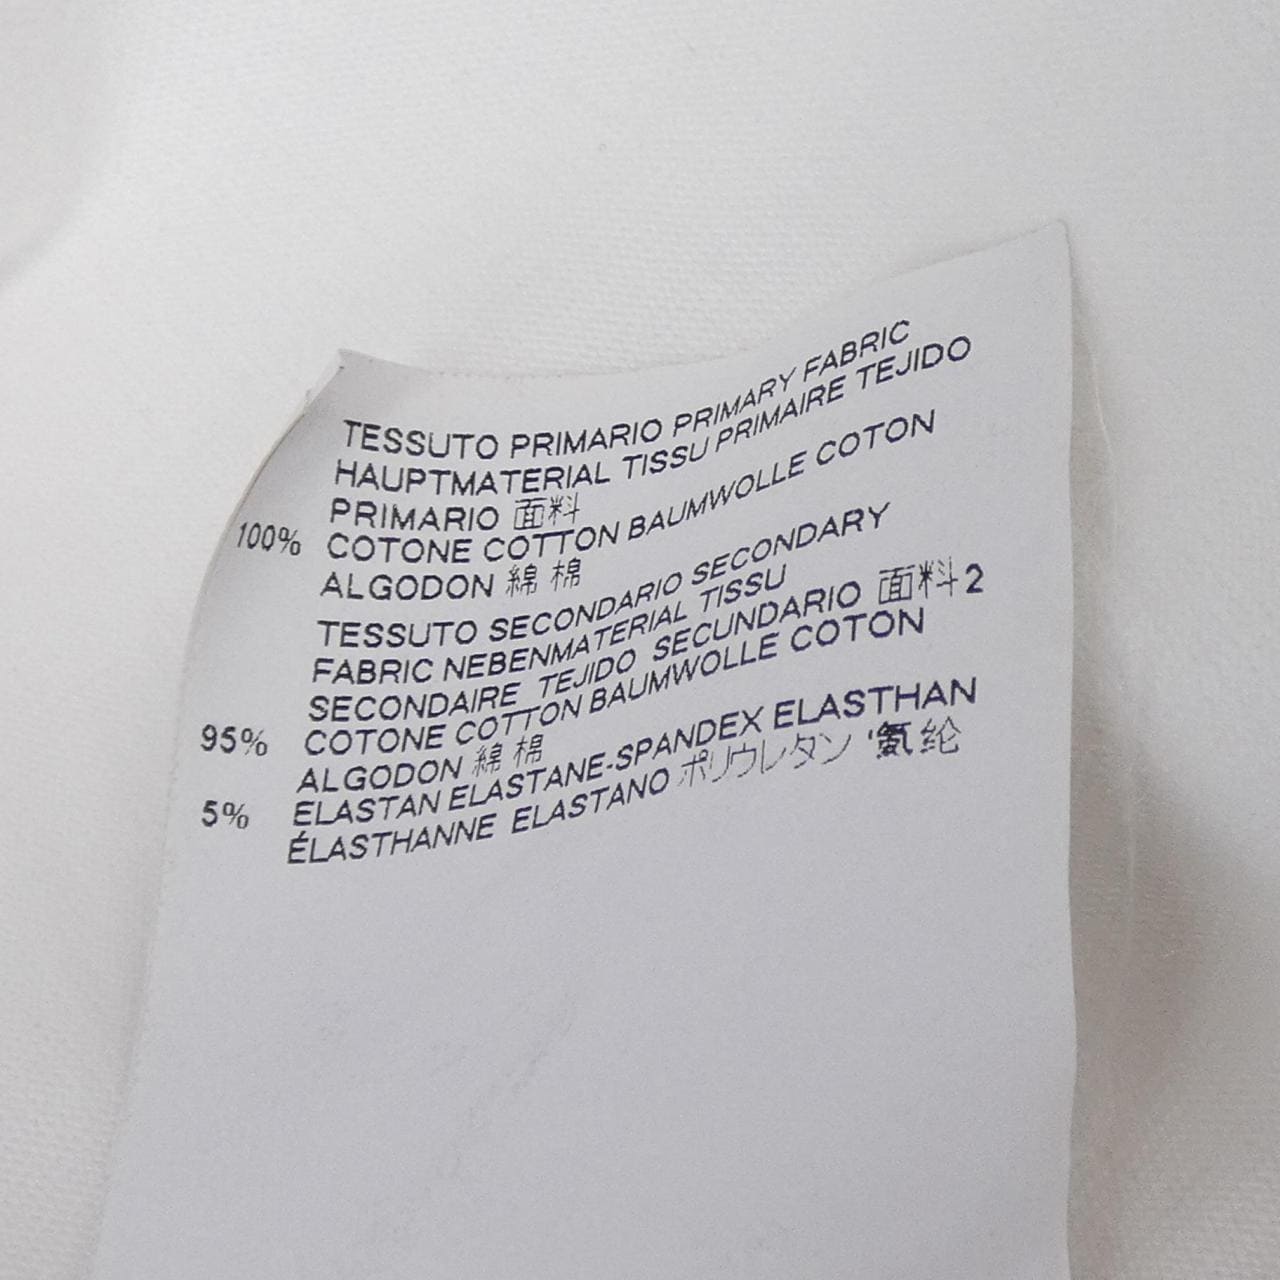 TESSUTO PRIMARIO PRIMARY FABRIC
HAUPTMATERIAL TISSU PRIMAIRE TEJIDO
PRIMARIO 面料
100% COTONE COTTON BAUMWOLLE COTON
ALGODON 綿 棉
TESSUTO SECONDARIO SECONDARY
FABRIC NEBENMATERIAL TISSU
SECONDAIRE TEJIDO SECUNDARIO 面料2
95% COTONE COTTON BAUMWOLLE COTON
ALGODON 綿 棉
5% ELASTAN ELASTANE-SPANDEX ELASTHAN
ÉLASTHANNE ELASTANO ポリウレタン '氨纶